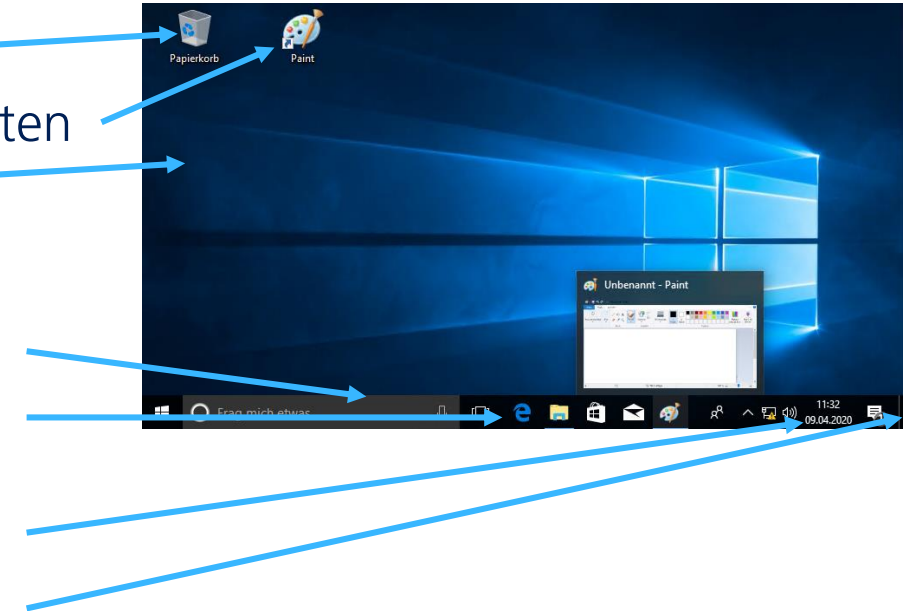 Papierkorb
Paint
ten
Unbenannt - Paint
Frag mich etwas
11:32
09.04.2020